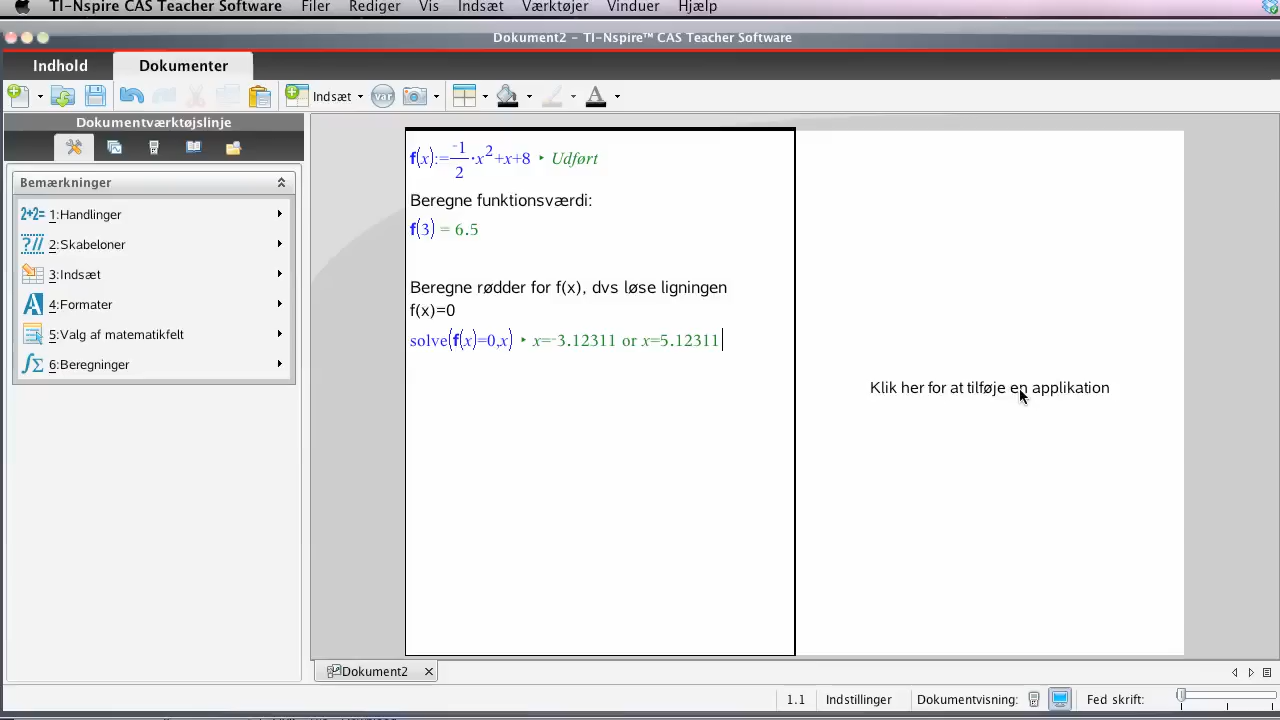 TI-Nspire CAS Teacher Software Filer Rediger Vis Indsæt Værktøjer Vinduer Hjælp
Dokument2 – TI-Nspire™ CAS Teacher Software
Indhold Dokumenter
Indsæt var A
Dokumentværktøjslinje
Bemærkninger
1:Handlinger
2:Skabeloner
3:Indsæt
4:Formater
5:Valg af matematikfelt
6:Beregninger
f(x):=⁻1/2·x²+x+8 ▸ Udført
Beregne funktionsværdi:
f(3) = 6.5
Beregne rødder for f(x), dvs løse ligningen
f(x)=0
solve(f(x)=0,x) ▸ x=⁻3.12311 or x=5.12311
Klik her for at tilføje en applikation
Dokument2
1.1 Indstillinger Dokumentvisning: Fed skrift: